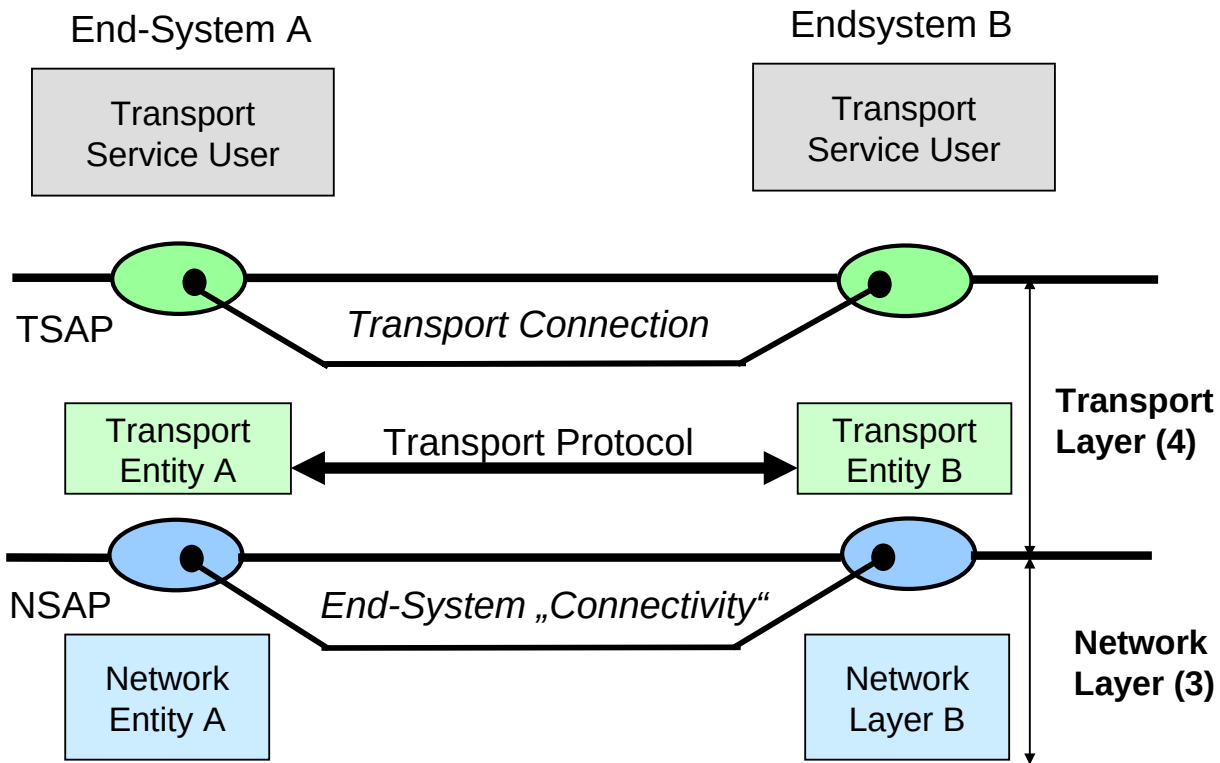 End-System A
Endsystem B
Transport
Service User
Transport
Service User
TSAP
Transport Connection
Transport
Entity A
Transport Protocol
Transport
Entity B
Transport
Layer (4)
NSAP
End-System „Connectivity“
Network
Entity A
Network
Layer B
Network
Layer (3)